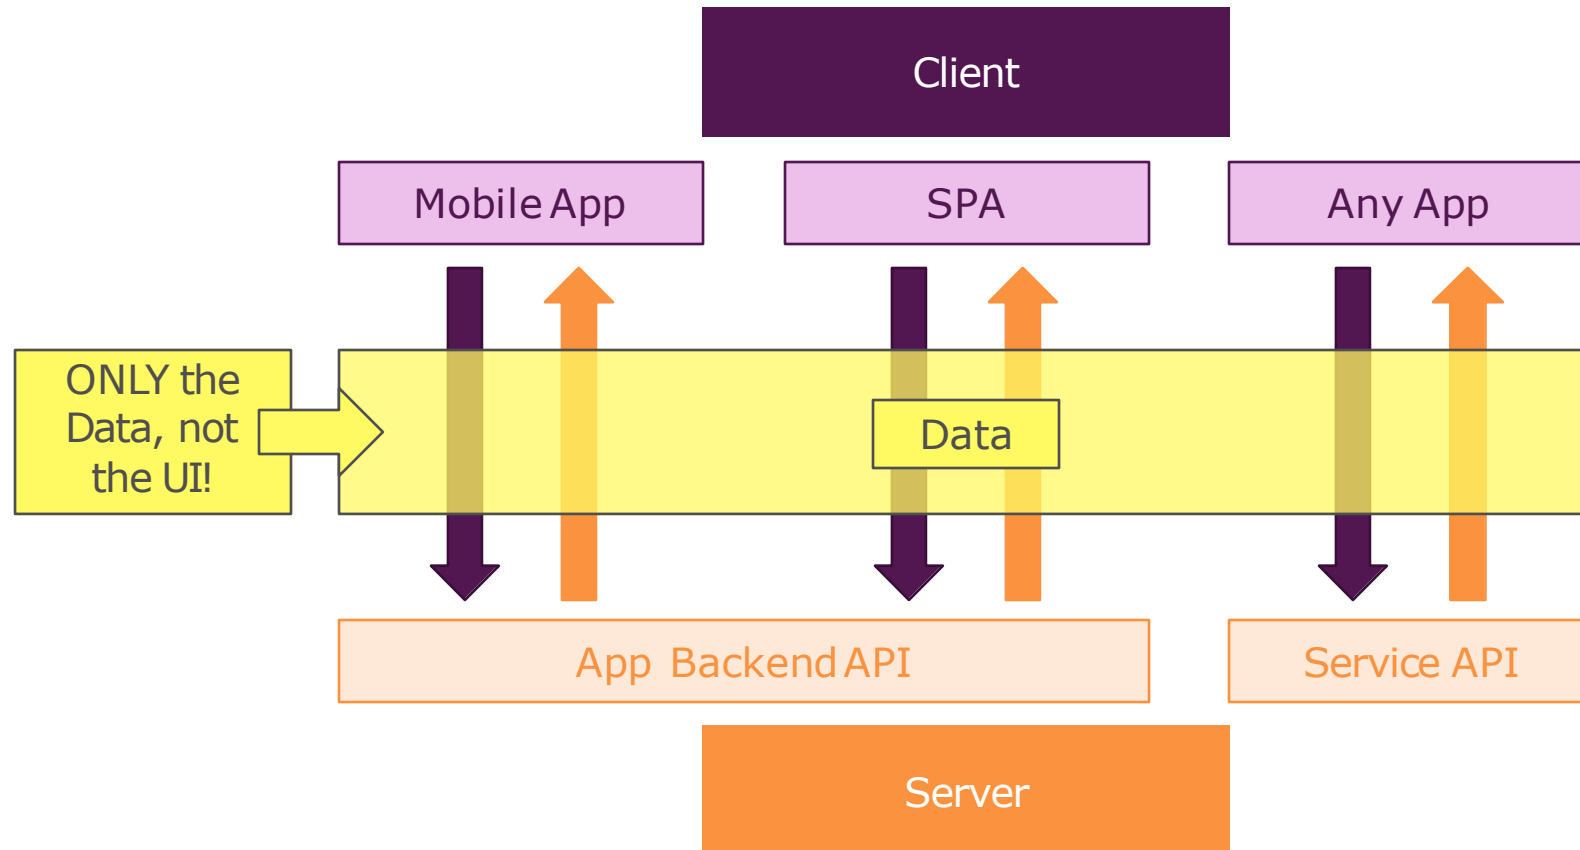 Client
Mobile App
SPA
Any App
ONLY the
Data, not
the UI!
Data
App Backend API
Service API
Server